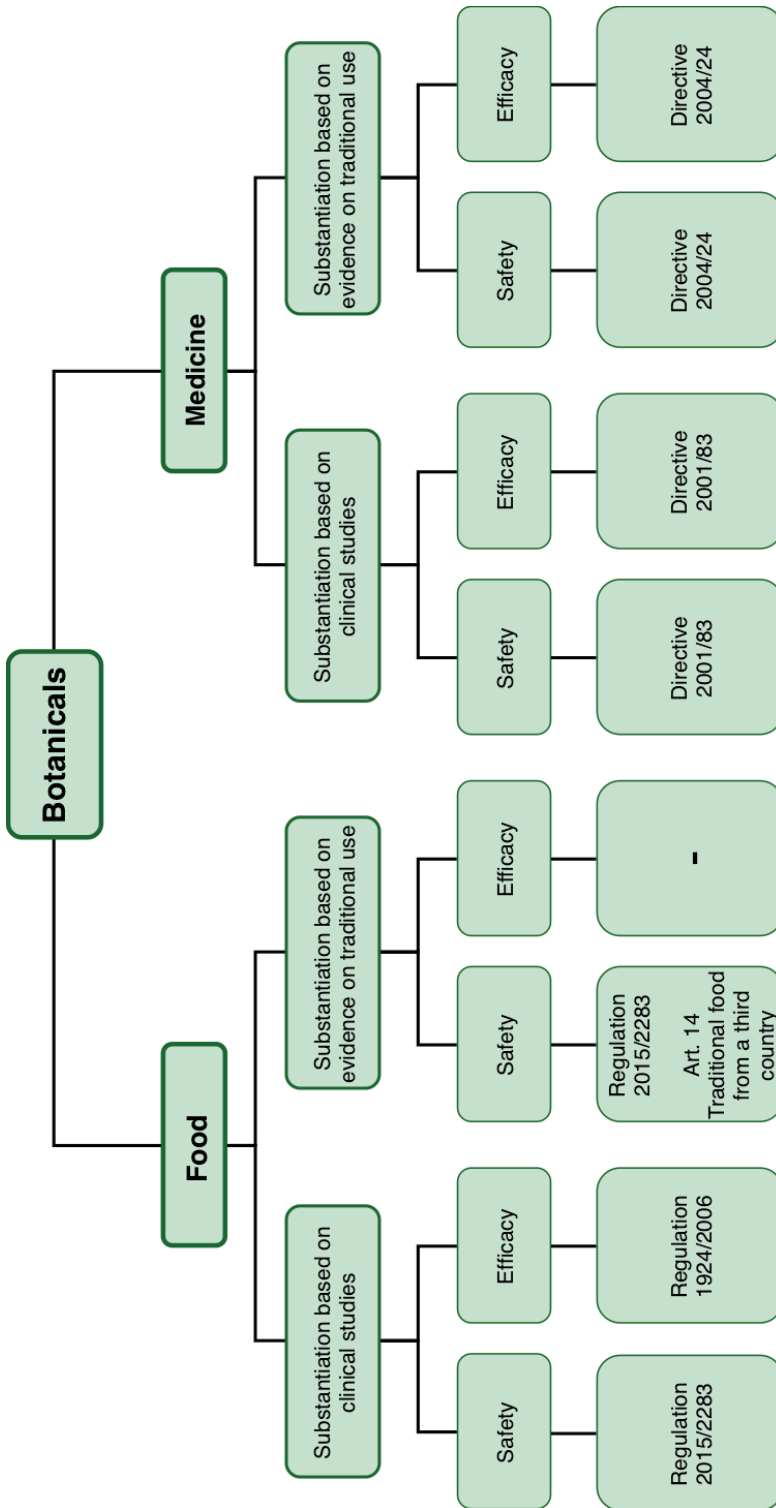 Botanicals
Food
Medicine
Substantiation based on
clinical studies
Substantiation based on
evidence on traditional use
Substantiation based on
clinical studies
Substantiation based on
evidence on traditional use
Safety
Efficacy
Safety
Efficacy
Safety
Efficacy
Safety
Efficacy
Regulation
2015/2283
Regulation
1924/2006
Regulation
2015/2283
Art. 14
Traditional food
from a third
country
-
Directive
2001/83
Directive
2001/83
Directive
2004/24
Directive
2004/24